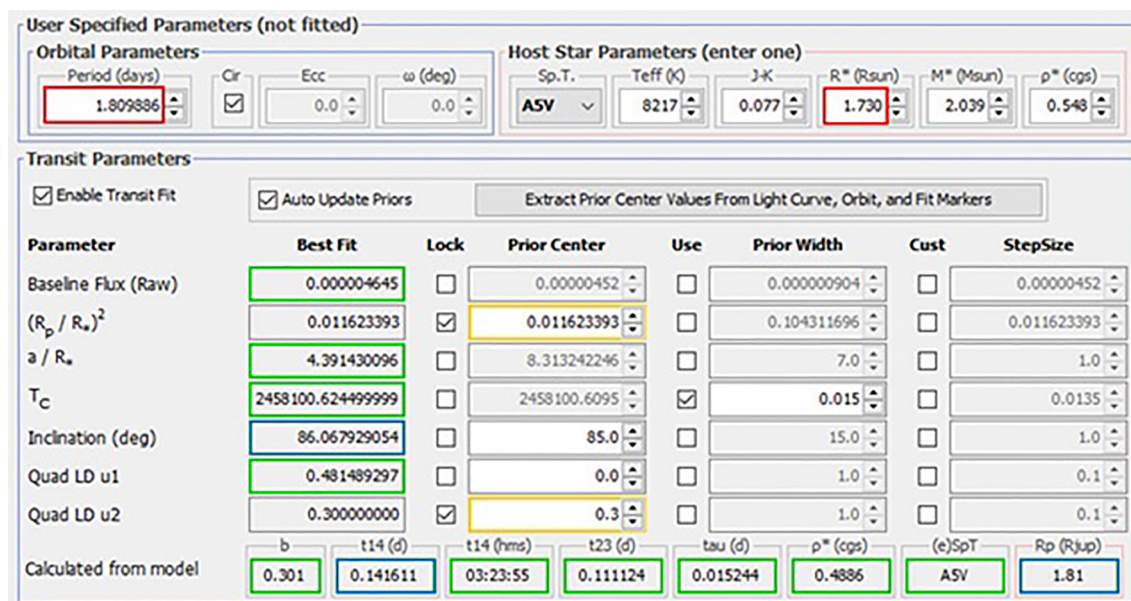 User Specified Parameters (not fitted)
Orbital Parameters
Host Star Parameters (enter one)
Period (days) Cir Ecc ω (deg) Sp.T. Teff (K) J-K R* (Rsun) M* (Msun) ρ* (cgs)
1.809886 0.0 0.0 A5V 8217 0.077 1.730 2.039 0.548
Transit Parameters
Enable Transit Fit Auto Update Priors Extract Prior Center Values From Light Curve, Orbit, and Fit Markers
Parameter Best Fit Lock Prior Center Use Prior Width Cust StepSize
Baseline Flux (Raw) 0.000004645 0.00000452 0.000000904 0.00000452
(Rp / R*)² 0.011623393 0.011623393 0.104311696 0.011623393
a / R* 4.391430096 8.313242246 7.0 1.0
TC 2458100.624499999 2458100.6095 0.015 0.0135
Inclination (deg) 86.067929054 85.0 15.0 1.0
Quad LD u1 0.481489297 0.0 1.0 0.1
Quad LD u2 0.300000000 0.3 1.0 0.1
b t14 (d) t14 (hms) t23 (d) tau (d) ρ* (cgs) (e)SpT Rp (Rjup)
Calculated from model 0.301 0.141611 03:23:55 0.111124 0.015244 0.4886 A5V 1.81